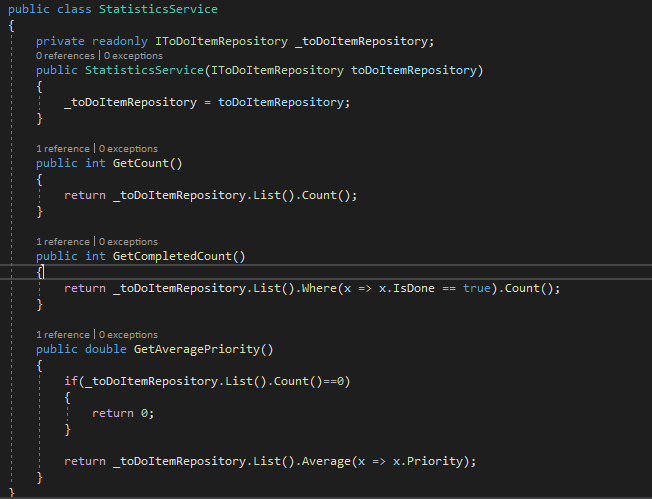 public class StatisticsService
{
    private readonly IToDoItemRepository _toDoItemRepository;
    0 references | 0 exceptions
    public StatisticsService(IToDoItemRepository toDoItemRepository)
    {
        _toDoItemRepository = toDoItemRepository;
    }
    1 reference | 0 exceptions
    public int GetCount()
    {
        return _toDoItemRepository.List().Count();
    }
    1 reference | 0 exceptions
    public int GetCompletedCount()
    {
        return _toDoItemRepository.List().Where(x => x.IsDone == true).Count();
    }
    1 reference | 0 exceptions
    public double GetAveragePriority()
    {
        if(_toDoItemRepository.List().Count()==0)
        {
            return 0;
        }
        return _toDoItemRepository.List().Average(x => x.Priority);
    }
}